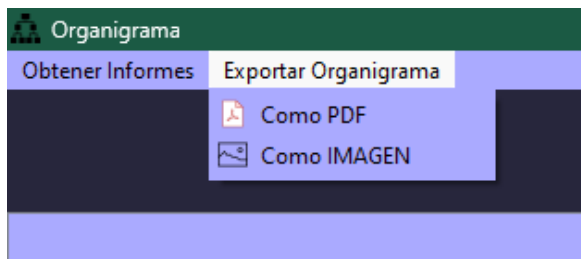 Organigrama
Obtener Informes Exportar Organigrama
Como PDF
Como IMAGEN